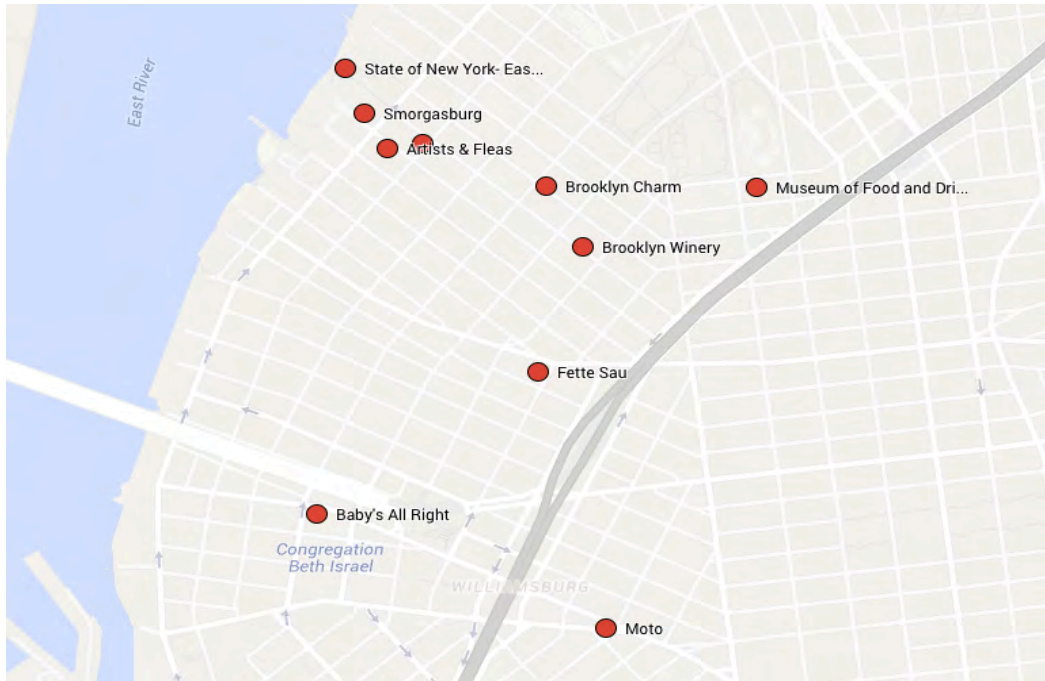 State of New York- Eas...
East River
Smorgasburg
Artists & Fleas
Brooklyn Charm
Museum of Food and Dri...
Brooklyn Winery
Fette Sau
Baby's All Right
Congregation
Beth Israel
WILLIAMSBURG
Moto